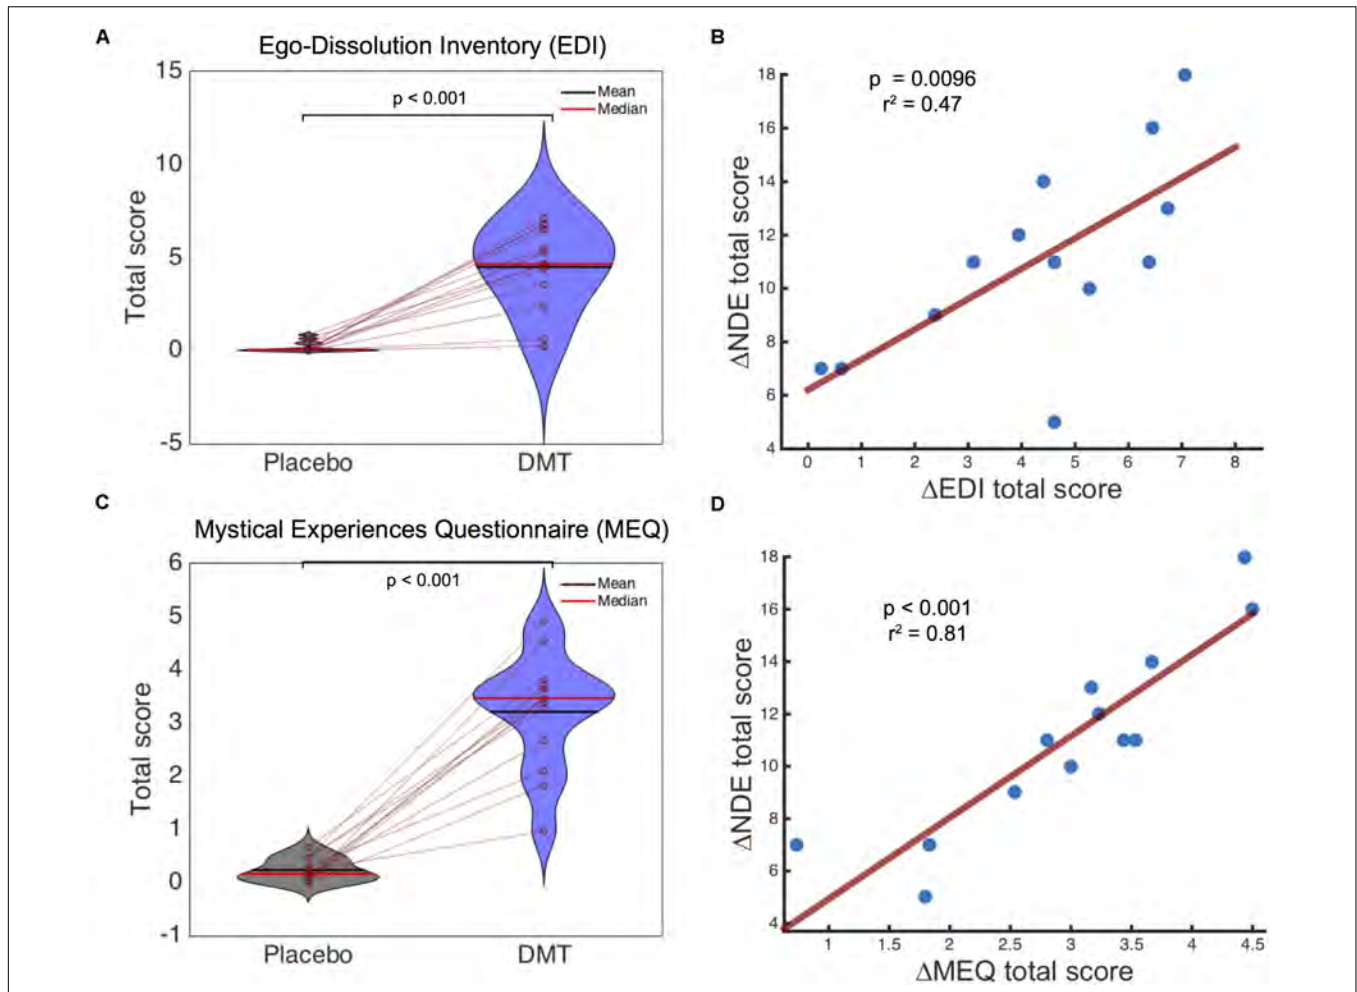 A
Ego-Dissolution Inventory (EDI)
15
10
5
0
-5
Total score
p < 0.001
Mean
Median
Placebo
DMT
B
p = 0.0096
r² = 0.47
18
16
14
12
10
8
6
4
ΔNDE total score
0 1 2 3 4 5 6 7 8
ΔEDI total score
C
Mystical Experiences Questionnaire (MEQ)
6
5
4
3
2
1
0
-1
Total score
p < 0.001
Mean
Median
Placebo
DMT
D
p < 0.001
r² = 0.81
18
16
14
12
10
8
6
4
ΔNDE total score
1 1.5 2 2.5 3 3.5 4 4.5
ΔMEQ total score